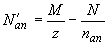 N'ₐₙ = M/z − N/nₐₙ